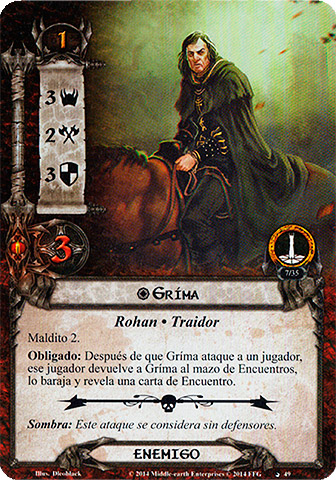 1
3
2
3
3
7/35
Gríma
Rohan • Traidor
Maldito 2.
Obligado: Después de que Gríma ataque a un jugador,
ese jugador devuelve a Gríma al mazo de Encuentros,
lo baraja y revela una carta de Encuentro.
Sombra: Este ataque se considera sin defensores.
ENEMIGO
Illus. Dleoblack © 2014 Middle-earth Enterprises © 2014 FFG 49